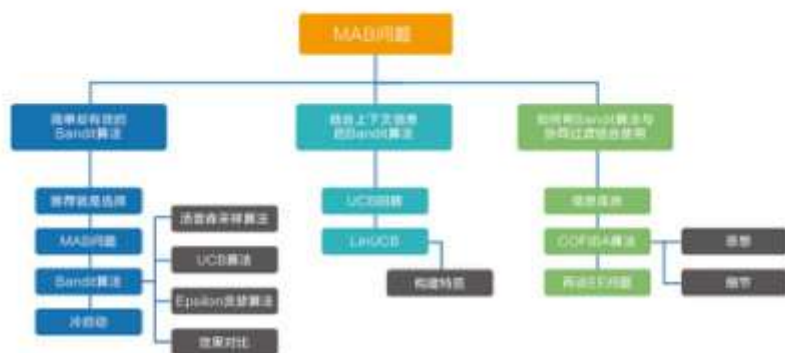 MAB问题
简单却有效的
Bandit算法
结合上下文信息
的Bandit算法
如何将Bandit算法与
协同过滤结合使用
推荐就是选择
MAB问题
Bandit算法
冷启动
汤普森采样算法
UCB算法
Epsilon贪婪算法
效果对比
UCB回顾
LinUCB
构建特征
信息茧房
COFIBA算法
再谈EE问题
思想
细节